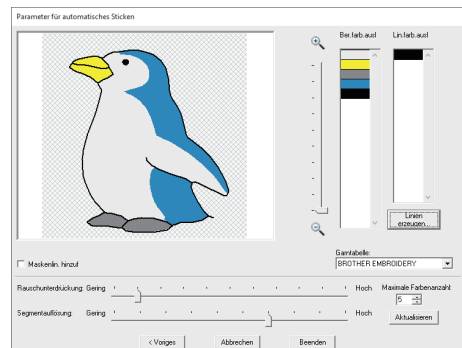 Parameter für automatisches Sticken
Ber.farb.ausl
Lin.farb.ausl
Linien
erzeugen...
Garntabelle:
Maskenlin. hinzuf
BROTHER EMBROIDERY
Rauschunterdrückung: Gering
Hoch
Maximale Farbenanzahl:
5
Segmentauflösung: Gering
Hoch
Aktualisieren
< Voriges
Abbrechen
Beenden